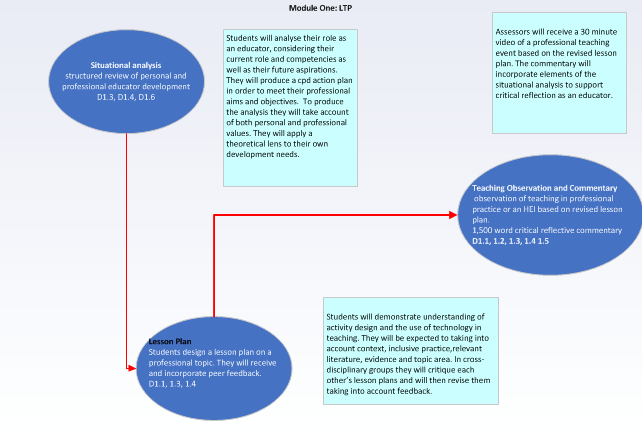 Module One: LTP
Situational analysis
structured review of personal and
professional educator development
D1.3, D1.4, D1.6
Students will analyse their role as
an educator, considering their
current role and competencies as
well as their future aspirations.
They will produce a cpd action plan
in order to meet their professional
aims and objectives.  To produce
the analysis they will take account
of both personal and professional
values. They will apply a
theoretical lens to their own
development needs.
Assessors will receive a 30 minute
video of a professional teaching
event based on the revised lesson
plan. The commentary will
incorporate elements of the
situational analysis to support
critical reflection as an educator.
Teaching Observation and Commentary
observation of teaching in professional
practice or an HEI based on revised lesson
plan.
1,500 word critical reflective commentary
D1.1, 1.2, 1.3, 1.4 1.5
Lesson Plan
Students design a lesson plan on a
professional topic. They will receive
and incorporate peer feedback.
D1.1, 1.3, 1.4
Students will demonstrate understanding of
activity design and the use of technology in
teaching. They will be expected to taking into
account context, inclusive practice,relevant
literature, evidence and topic area. In cross-
disciplinary groups they will critique each
other's lesson plans and will then revise them
taking into account feedback.